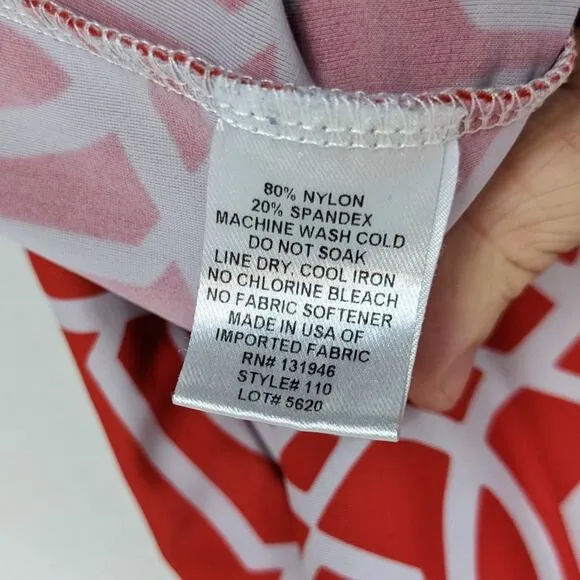 80% NYLON
20% SPANDEX
MACHINE WASH COLD
DO NOT SOAK
LINE DRY, COOL IRON
NO CHLORINE BLEACH
NO FABRIC SOFTENER
MADE IN USA OF
IMPORTED FABRIC
RN# 131946
STYLE# 110
LOT# 5620